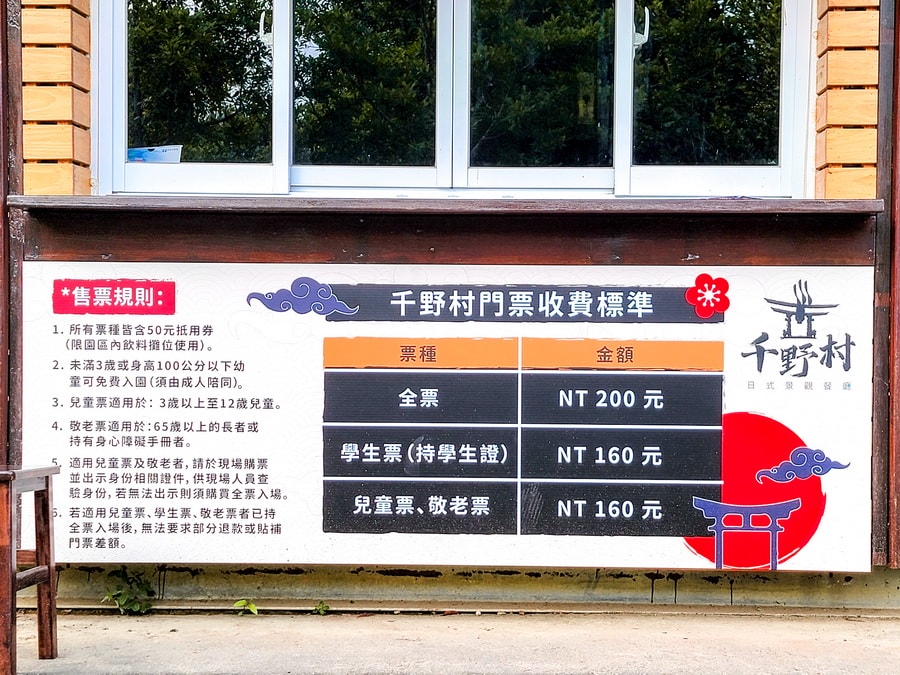 *售票規則：
1. 所有票種皆含50元抵用券
（限園區內飲料攤位使用）。
2. 未滿3歲或身高100公分以下幼
童可免費入園（須由成人陪同）。
3. 兒童票適用於：3歲以上至12歲兒童。
4. 敬老票適用於：65歲以上的長者或
持有身心障礙手冊者。
5. 適用兒童票及敬老者，請於現場購票
並出示身份相關證件，供現場人員查
驗身份，若無法出示則須購買全票入場。
6. 若適用兒童票、學生票、敬老票者已持
全票入場後，無法要求部分退款或貼補
門票差額。
千野村門票收費標準
票種 金額
全票 NT 200 元
學生票（持學生證） NT 160 元
兒童票、敬老票 NT 160 元
千野村
日式景觀餐廳